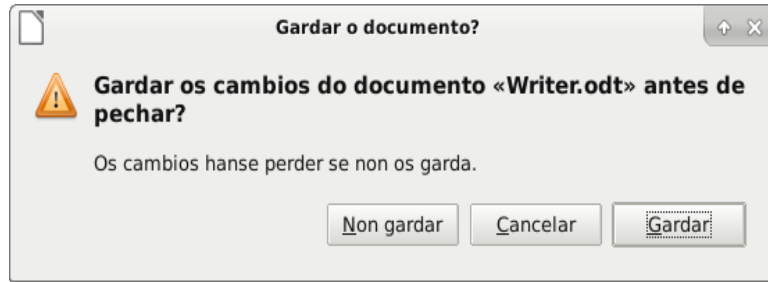 Gardar o documento?
Gardar os cambios do documento «Writer.odt» antes de
pechar?
Os cambios hanse perder se non os garda.
Non gardar Cancelar Gardar